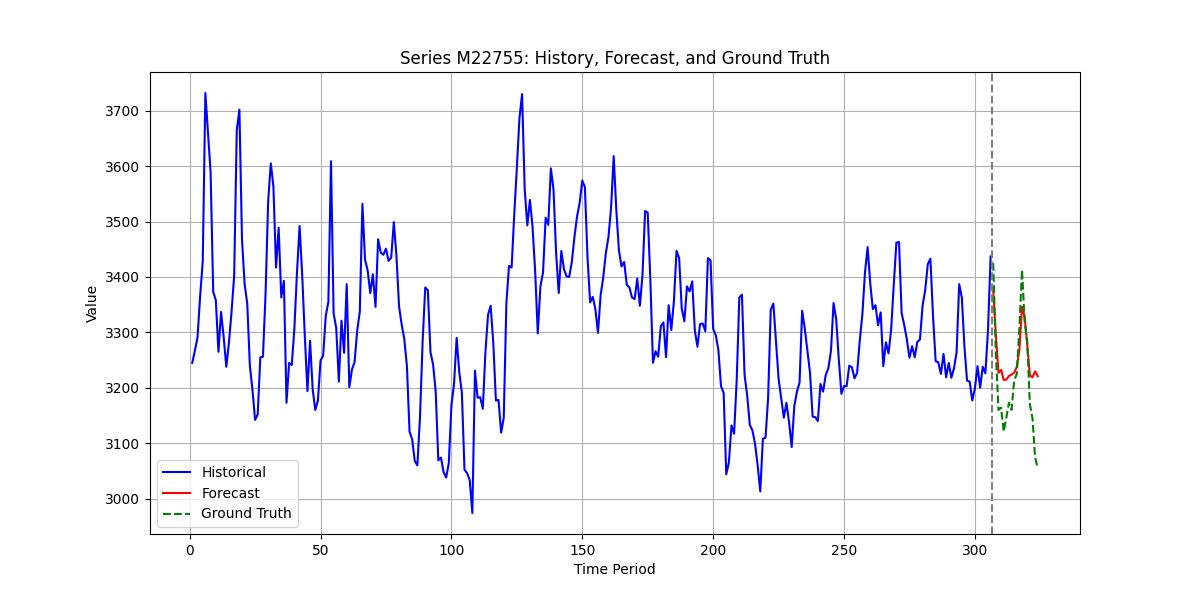 Series M22755: History, Forecast, and Ground Truth
3700
3600
3500
3400
3300
3200
3100
3000
Value
Historical
Forecast
Ground Truth
0 50 100 150 200 250 300
Time Period